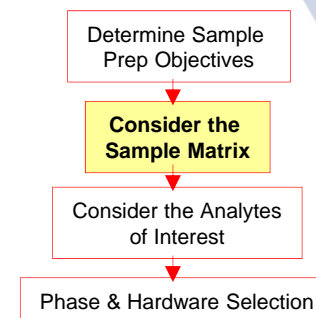 Determine Sample
Prep Objectives
Consider the
Sample Matrix
Consider the Analytes
of Interest
Phase & Hardware Selection